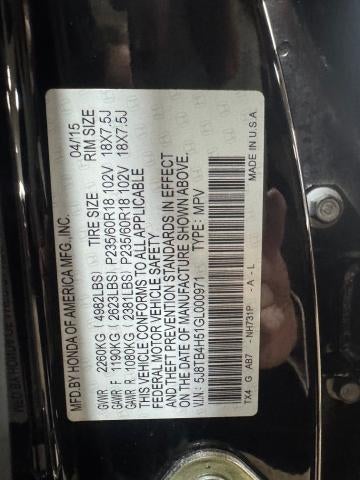 MFD.BY HONDA OF AMERICA MFG., INC. 04/15
TIRE SIZE RIM SIZE
GVWR 2260KG ( 4982LBS)
GAWR F 1190KG ( 2623LBS) P235/60R18 102V 18X7.5J
GAWR R 1080KG ( 2381LBS) P235/60R18 102V 18X7.5J
THIS VEHICLE CONFORMS TO ALL APPLICABLE
FEDERAL MOTOR VEHICLE SAFETY
AND THEFT PREVENTION STANDARDS IN EFFECT
ON THE DATE OF MANUFACTURE SHOWN ABOVE.
V.I.N.: 5J8TB4H51GL000971 TYPE: MPV
TX4 G AB7 - NH731P - A - L
MADE IN U.S.A.